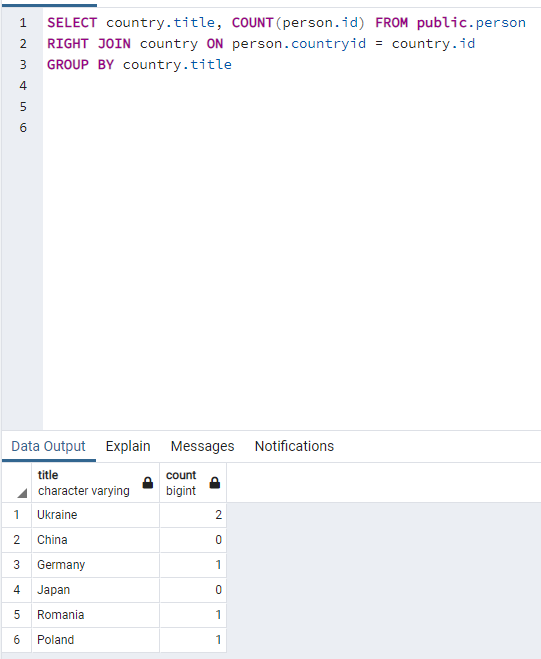 1 SELECT country.title, COUNT(person.id) FROM public.person
2 RIGHT JOIN country ON person.countryid = country.id
3 GROUP BY country.title
4
5
6
Data Output Explain Messages Notifications
title count
character varying bigint
1 Ukraine 2
2 China 0
3 Germany 1
4 Japan 0
5 Romania 1
6 Poland 1